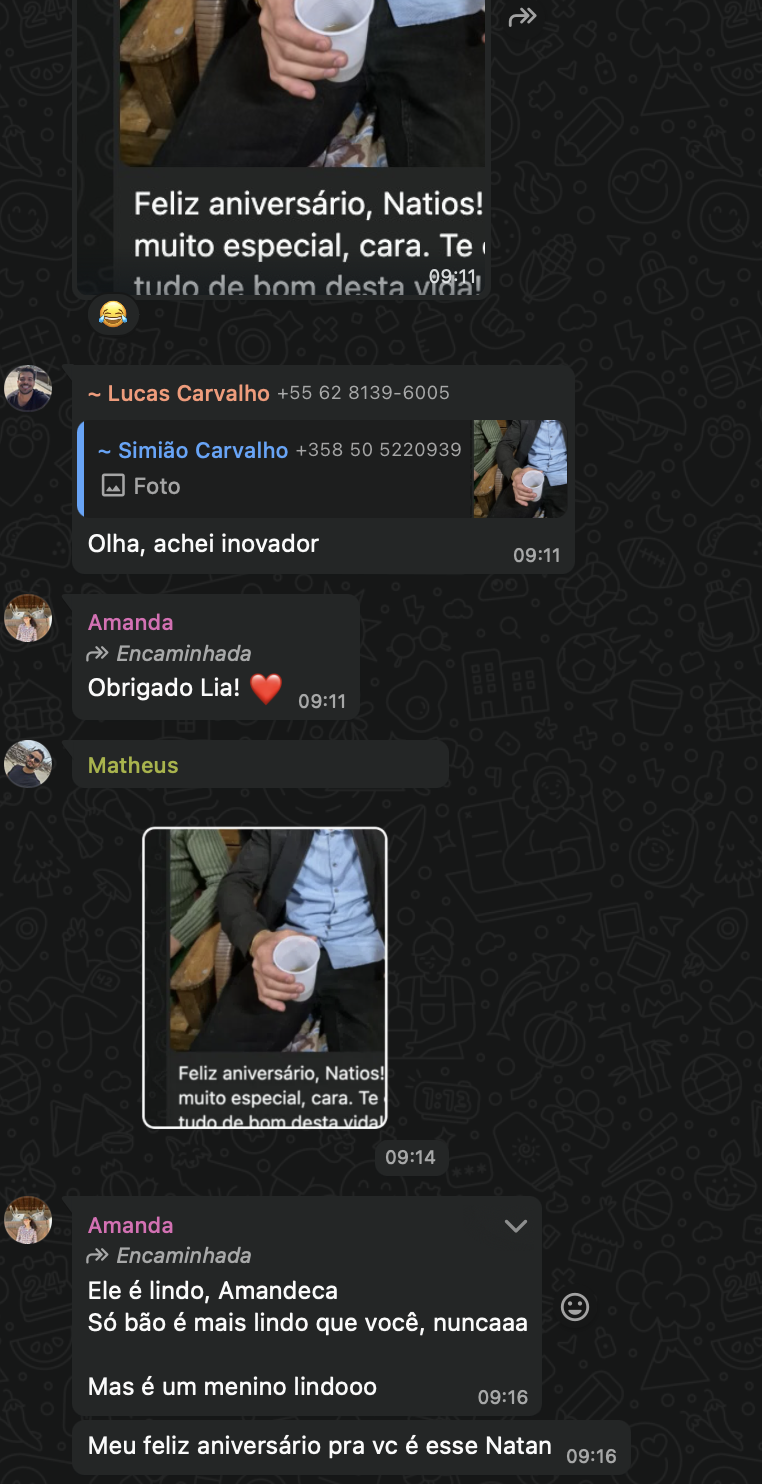 Feliz aniversário, Natios!
muito especial, cara. Te
tudo de bom desta vida!
09:11
😂
~ Lucas Carvalho +55 62 8139-6005
~ Simião Carvalho +358 50 5220939
Foto
Olha, achei inovador
09:11
Amanda
Encaminhada
Obrigado Lia! ❤️
09:11
Matheus
Feliz aniversário, Natios!
muito especial, cara. Te
tudo de bom desta vida!
09:14
Amanda
Encaminhada
Ele é lindo, Amandeca
Só bão é mais lindo que você, nuncaaa
Mas é um menino lindooo
09:16
Meu feliz aniversário pra vc é esse Natan
09:16